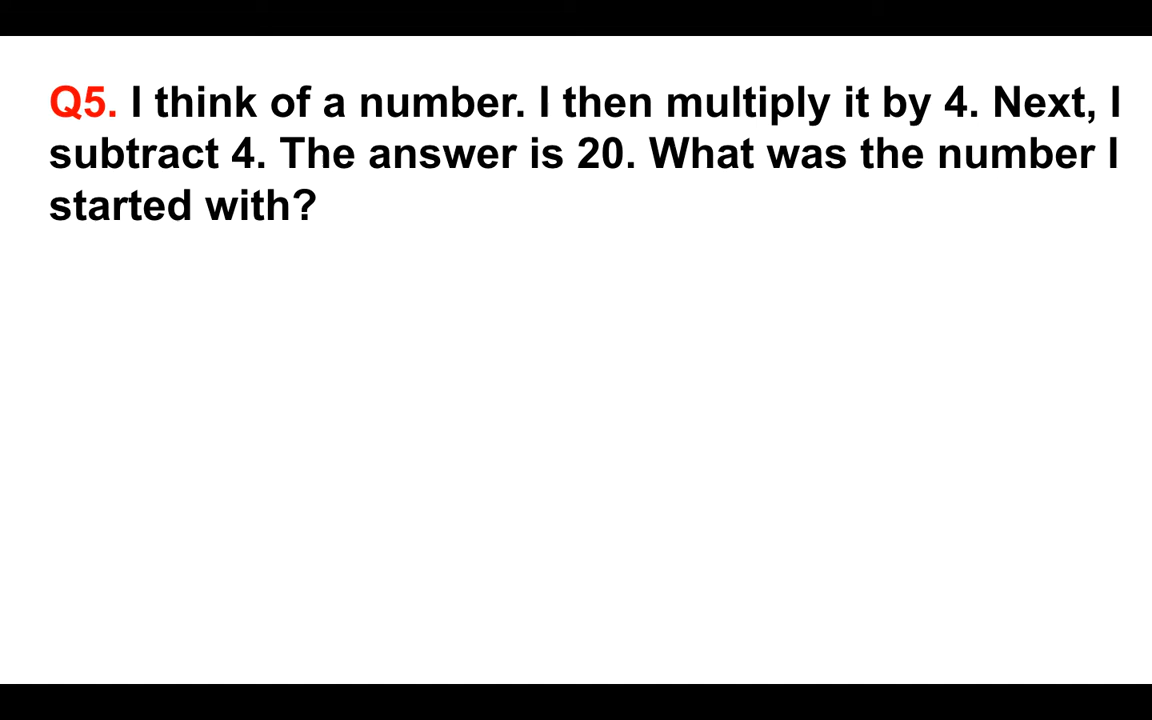 Q5. I think of a number. I then multiply it by 4. Next, I
subtract 4. The answer is 20. What was the number I
started with?